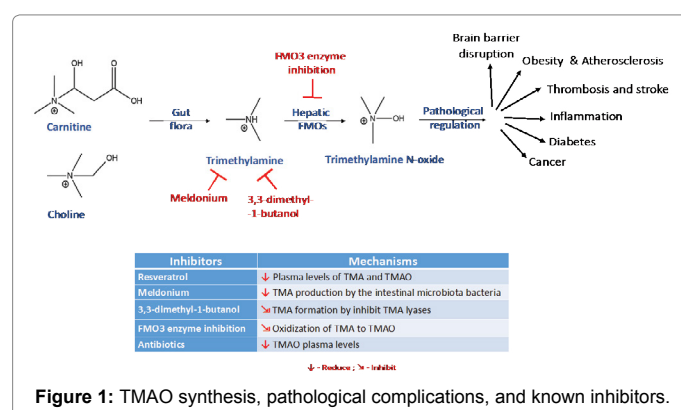 Brain barrier
disruption
Obesity & Atherosclerosis
Thrombosis and stroke
Inflammation
Diabetes
Cancer
FMO3 enzyme
inhibition
OH
O
N
⊕
OH
Carnitine
Gut
flora
NH
⊕
Trimethylamine
Hepatic
FMOs
N
OH
⊕
Trimethylamine N-oxide
Pathological
regulation
OH
N
⊕
Choline
Meldonium
3,3-dimethyl-
-1-butanol
Inhibitors Mechanisms
Resveratrol ↓ Plasma levels of TMA and TMAO
Meldonium ↓ TMA production by the intestinal microbiota bacteria
3,3-dimethyl-1-butanol ↘ TMA formation by inhibit TMA lyases
FMO3 enzyme inhibition ↘ Oxidization of TMA to TMAO
Antibiotics ↓ TMAO plasma levels
↓ - Reduce ; ↘ - Inhibit
Figure 1: TMAO synthesis, pathological complications, and known inhibitors.